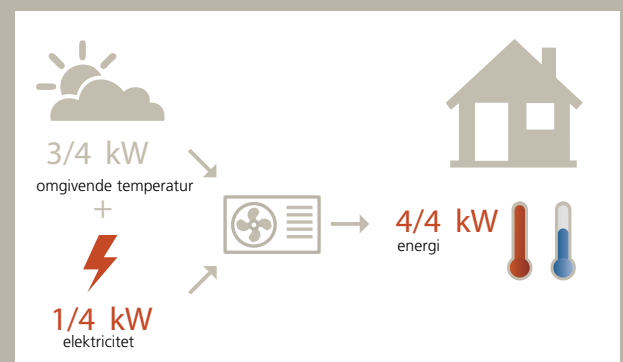 3/4 kW
omgivende temperatur
+
1/4 kW
elektricitet
4/4 kW
energi